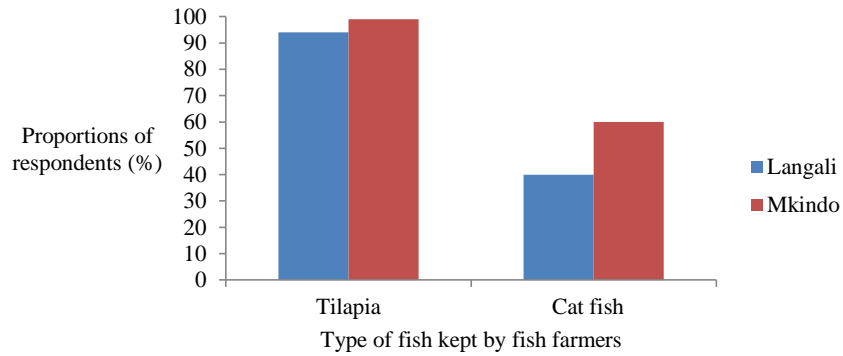 100
90
80
70
60
50
40
30
20
10
0
Proportions of
respondents (%)
Tilapia
Cat fish
Type of fish kept by fish farmers
Langali
Mkindo